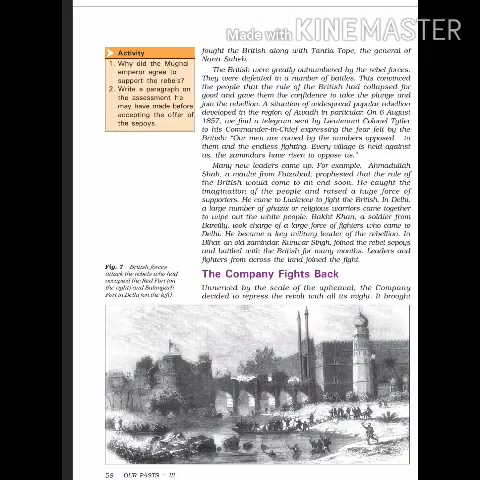 Made with KINEMASTER
Activity
1. Why did the Mughal
emperor agree to
support the rebels?
2. Write a paragraph on
the assessment he
may have made before
accepting the offer of
the sepoys.
fought the British along with Tantia Tope, the general of
Nana Saheb.
The British were greatly outnumbered by the rebel forces.
They were defeated in a number of battles. This convinced
the people that the rule of the British had collapsed for
good and gave them the confidence to take the plunge and
join the rebellion. A situation of widespread popular rebellion
developed in the region of Awadh in particular. On 6 August
1857, we find a telegram sent by Lieutenant Colonel Tytler
to his Commander-in-Chief expressing the fear felt by the
British: "Our men are cowed by the numbers opposed to
them and the endless fighting. Every village is held against
us, the zamindars have risen to oppose us."
Many new leaders came up. For example, Ahmadullah
Shah, a maulvi from Faizabad, prophesied that the rule of
the British would come to an end soon. He caught the
imagination of the people and raised a huge force of
supporters. He came to Lucknow to fight the British. In Delhi,
a large number of ghazis or religious warriors came together
to wipe out the white people. Bakht Khan, a soldier from
Bareilly, took charge of a large force of fighters who came to
Delhi. He became a key military leader of the rebellion. In
Bihar, an old zamindar, Kunwar Singh, joined the rebel sepoys
and battled with the British for many months. Leaders and
fighters from across the land joined the fight.
The Company Fights Back
Unnerved by the scale of the upheaval, the Company
decided to repress the revolt with all its might. It brought
Fig. 7 British forces
attack the rebels who had
occupied the Red Fort (on
the right) and Salimgarh
Fort in Delhi (on the left)
58 OUR PASTS – III